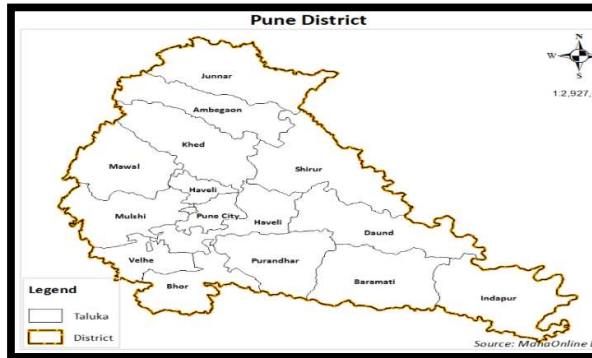 Pune District
N
W E
S
1:2,927,
Junnar
Ambegaon
Khed
Mawal
Shirur
Haveli
Mulshi
Pune City
Haveli
Daund
Velhe
Purandhar
Baramati
Bhor
Indapur
Legend
Taluka
District
Source: MahaOnline